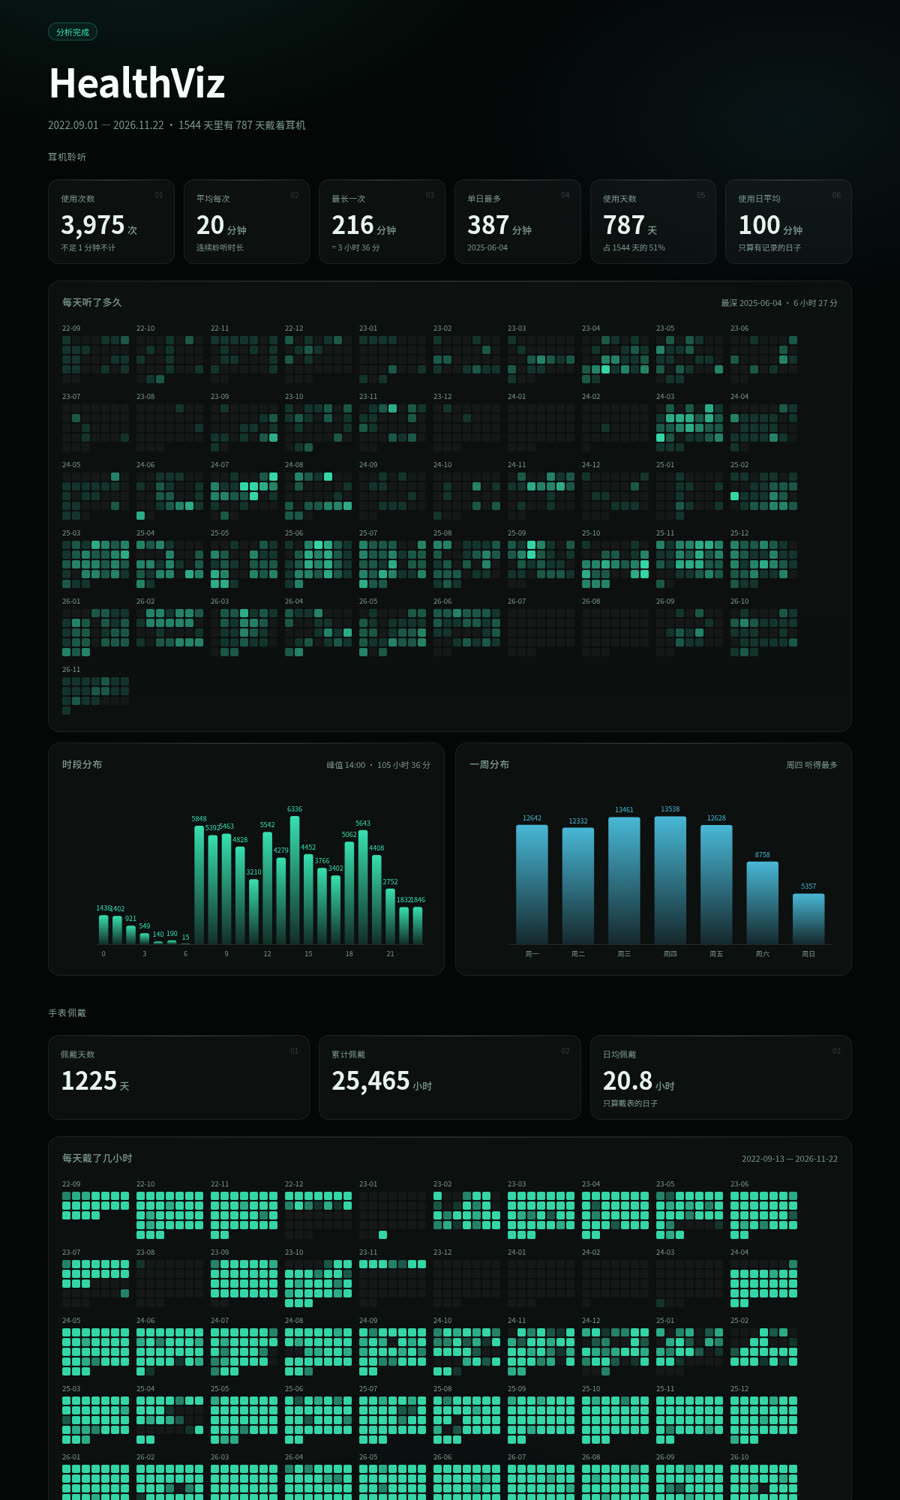 分析完成
HealthViz
2022.09.01 — 2026.11.22 · 1544 天里有 787 天戴着耳机
耳机聆听
使用次数 01
3,975 次
不足 1 分钟不计
平均每次 02
20 分钟
连续聆听时长
最长一次 03
216 分钟
≈ 3 小时 36 分
单日最多 04
387 分钟
2025-06-04
使用天数 05
787 天
占 1544 天的 51%
使用日平均 06
100 分钟
只算有记录的日子
每天听了多久 最深 2025-06-04 · 6 小时 27 分
22-09 22-10 22-11 22-12 23-01 23-02 23-03 23-04 23-05 23-06
23-07 23-08 23-09 23-10 23-11 23-12 24-01 24-02 24-03 24-04
24-05 24-06 24-07 24-08 24-09 24-10 24-11 24-12 25-01 25-02
25-03 25-04 25-05 25-06 25-07 25-08 25-09 25-10 25-11 25-12
26-01 26-02 26-03 26-04 26-05 26-06 26-07 26-08 26-09 26-10
26-11
时段分布 峰值 14:00 · 105 小时 36 分
1402 921 549 140 190 15 5848 5463 4828 3210 5542 4279 6336 4452 3766 3402 5062 5643 4408 2752 1846
0 3 6 9 12 15 18 21
一周分布 周四 听得最多
12642 12332 13461 13538 12628 8758 5357
周一 周二 周三 周四 周五 周六 周日
手表佩戴
佩戴天数 01
1225 天
累计佩戴 02
25,465 小时
日均佩戴 03
20.8 小时
只算戴表的日子
每天戴了几小时 2022-09-13 — 2026-11-22
22-09 22-10 22-11 22-12 23-01 23-02 23-03 23-04 23-05 23-06
23-07 23-08 23-09 23-10 23-11 23-12 24-01 24-02 24-03 24-04
24-05 24-06 24-07 24-08 24-09 24-10 24-11 24-12 25-01 25-02
25-03 25-04 25-05 25-06 25-07 25-08 25-09 25-10 25-11 25-12
26-01 26-02 26-03 26-04 26-05 26-06 26-07 26-08 26-09 26-10